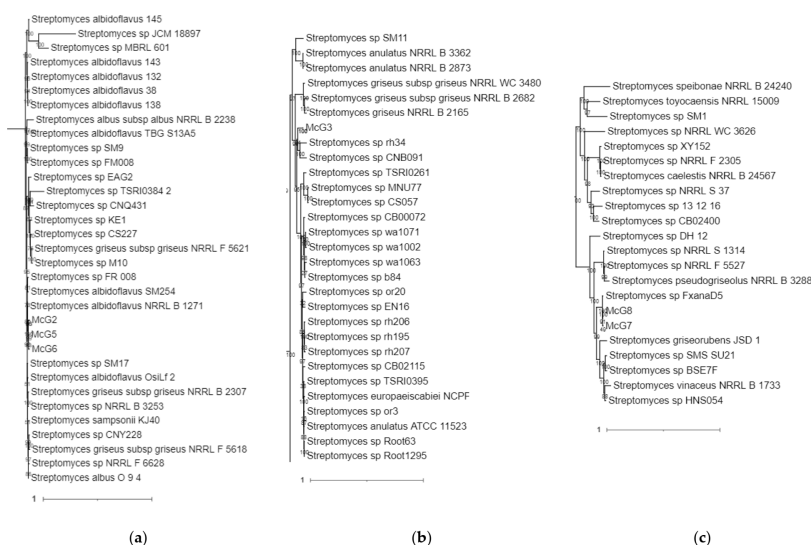 Streptomyces albidoflavus 145
Streptomyces sp JCM 18897
Streptomyces sp MBRL 601
Streptomyces albidoflavus 143
Streptomyces albidoflavus 132
Streptomyces albidoflavus 38
Streptomyces albidoflavus 138
Streptomyces albus subsp albus NRRL B 2238
Streptomyces albidoflavus TBG S13A5
Streptomyces sp SM9
Streptomyces sp FM008
Streptomyces sp EAG2
Streptomyces sp TSRI0384 2
Streptomyces sp CNQ431
Streptomyces sp KE1
Streptomyces sp CS227
Streptomyces griseus subsp griseus NRRL F 5621
Streptomyces sp M10
Streptomyces sp FR 008
Streptomyces albidoflavus SM254
Streptomyces albidoflavus NRRL B 1271
McG2
McG5
McG6
Streptomyces sp SM17
Streptomyces albidoflavus OsiLf 2
Streptomyces griseus subsp griseus NRRL B 2307
Streptomyces sp NRRL B 3253
Streptomyces sampsonii KJ40
Streptomyces sp CNY228
Streptomyces griseus subsp griseus NRRL F 5618
Streptomyces sp NRRL F 6628
Streptomyces albus O 9 4
1
(a)
Streptomyces sp SM11
Streptomyces anulatus NRRL B 3362
Streptomyces anulatus NRRL B 2873
Streptomyces griseus subsp griseus NRRL WC 3480
Streptomyces griseus subsp griseus NRRL B 2682
Streptomyces griseus NRRL B 2165
McG3
Streptomyces sp rh34
Streptomyces sp CNB091
Streptomyces sp TSRI0261
Streptomyces sp MNU77
Streptomyces sp CS057
Streptomyces sp CB00072
Streptomyces sp wa1071
Streptomyces sp wa1002
Streptomyces sp wa1063
Streptomyces sp b84
Streptomyces sp or20
Streptomyces sp EN16
Streptomyces sp rh206
Streptomyces sp rh195
Streptomyces sp rh207
Streptomyces sp CB02115
Streptomyces sp TSRI0395
Streptomyces europaeiscabiei NCPF
Streptomyces sp or3
Streptomyces anulatus ATCC 11523
Streptomyces sp Root63
Streptomyces sp Root1295
1
(b)
Streptomyces speibonae NRRL B 24240
Streptomyces toyocaensis NRRL 15009
Streptomyces sp SM1
Streptomyces sp NRRL WC 3626
Streptomyces sp XY152
Streptomyces sp NRRL F 2305
Streptomyces caelestis NRRL B 24567
Streptomyces sp NRRL S 37
Streptomyces sp 13 12 16
Streptomyces sp CB02400
Streptomyces sp DH 12
Streptomyces sp NRRL S 1314
Streptomyces sp NRRL F 5527
Streptomyces pseudogriseolus NRRL B 3288
Streptomyces sp FxanaD5
McG8
McG7
Streptomyces griseorubens JSD 1
Streptomyces sp SMS SU21
Streptomyces sp BSE7F
Streptomyces vinaceus NRRL B 1733
Streptomyces sp HNS054
1
(c)